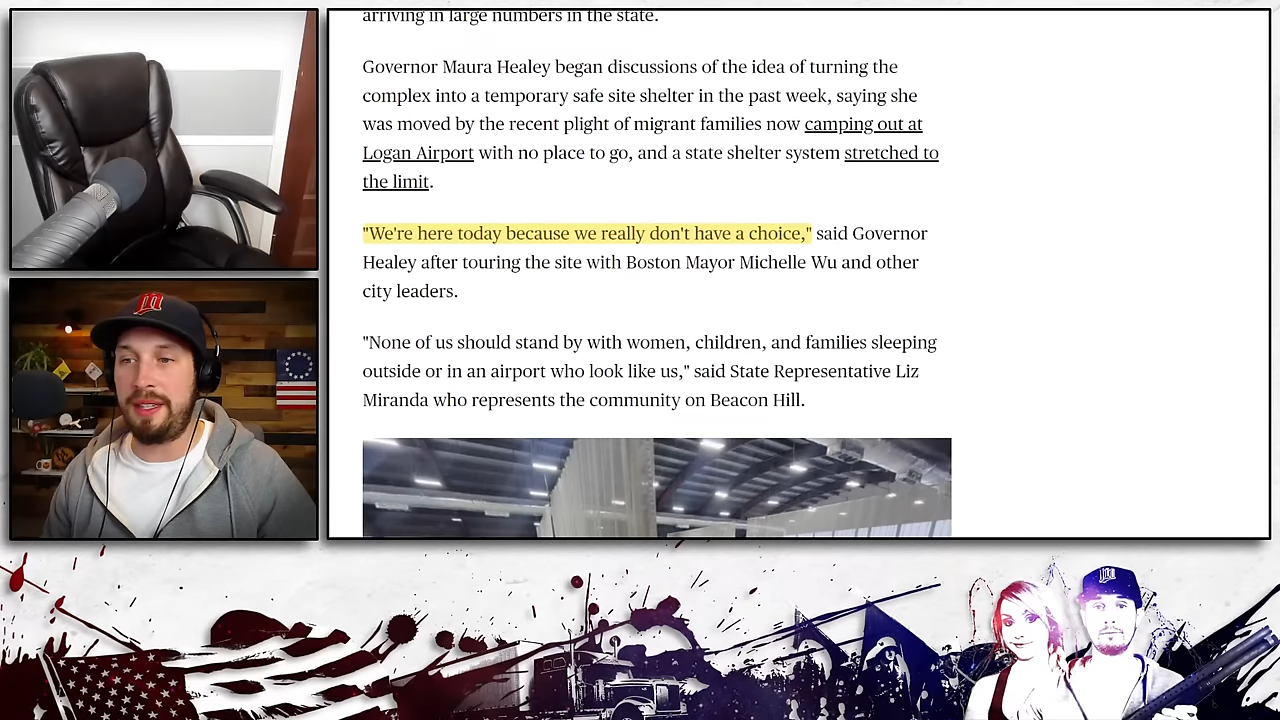 arriving in large numbers in the state.
Governor Maura Healey began discussions of the idea of turning the
complex into a temporary safe site shelter in the past week, saying she
was moved by the recent plight of migrant families now camping out at
Logan Airport with no place to go, and a state shelter system stretched to
the limit.
"We're here today because we really don't have a choice," said Governor
Healey after touring the site with Boston Mayor Michelle Wu and other
city leaders.
"None of us should stand by with women, children, and families sleeping
outside or in an airport who look like us," said State Representative Liz
Miranda who represents the community on Beacon Hill.